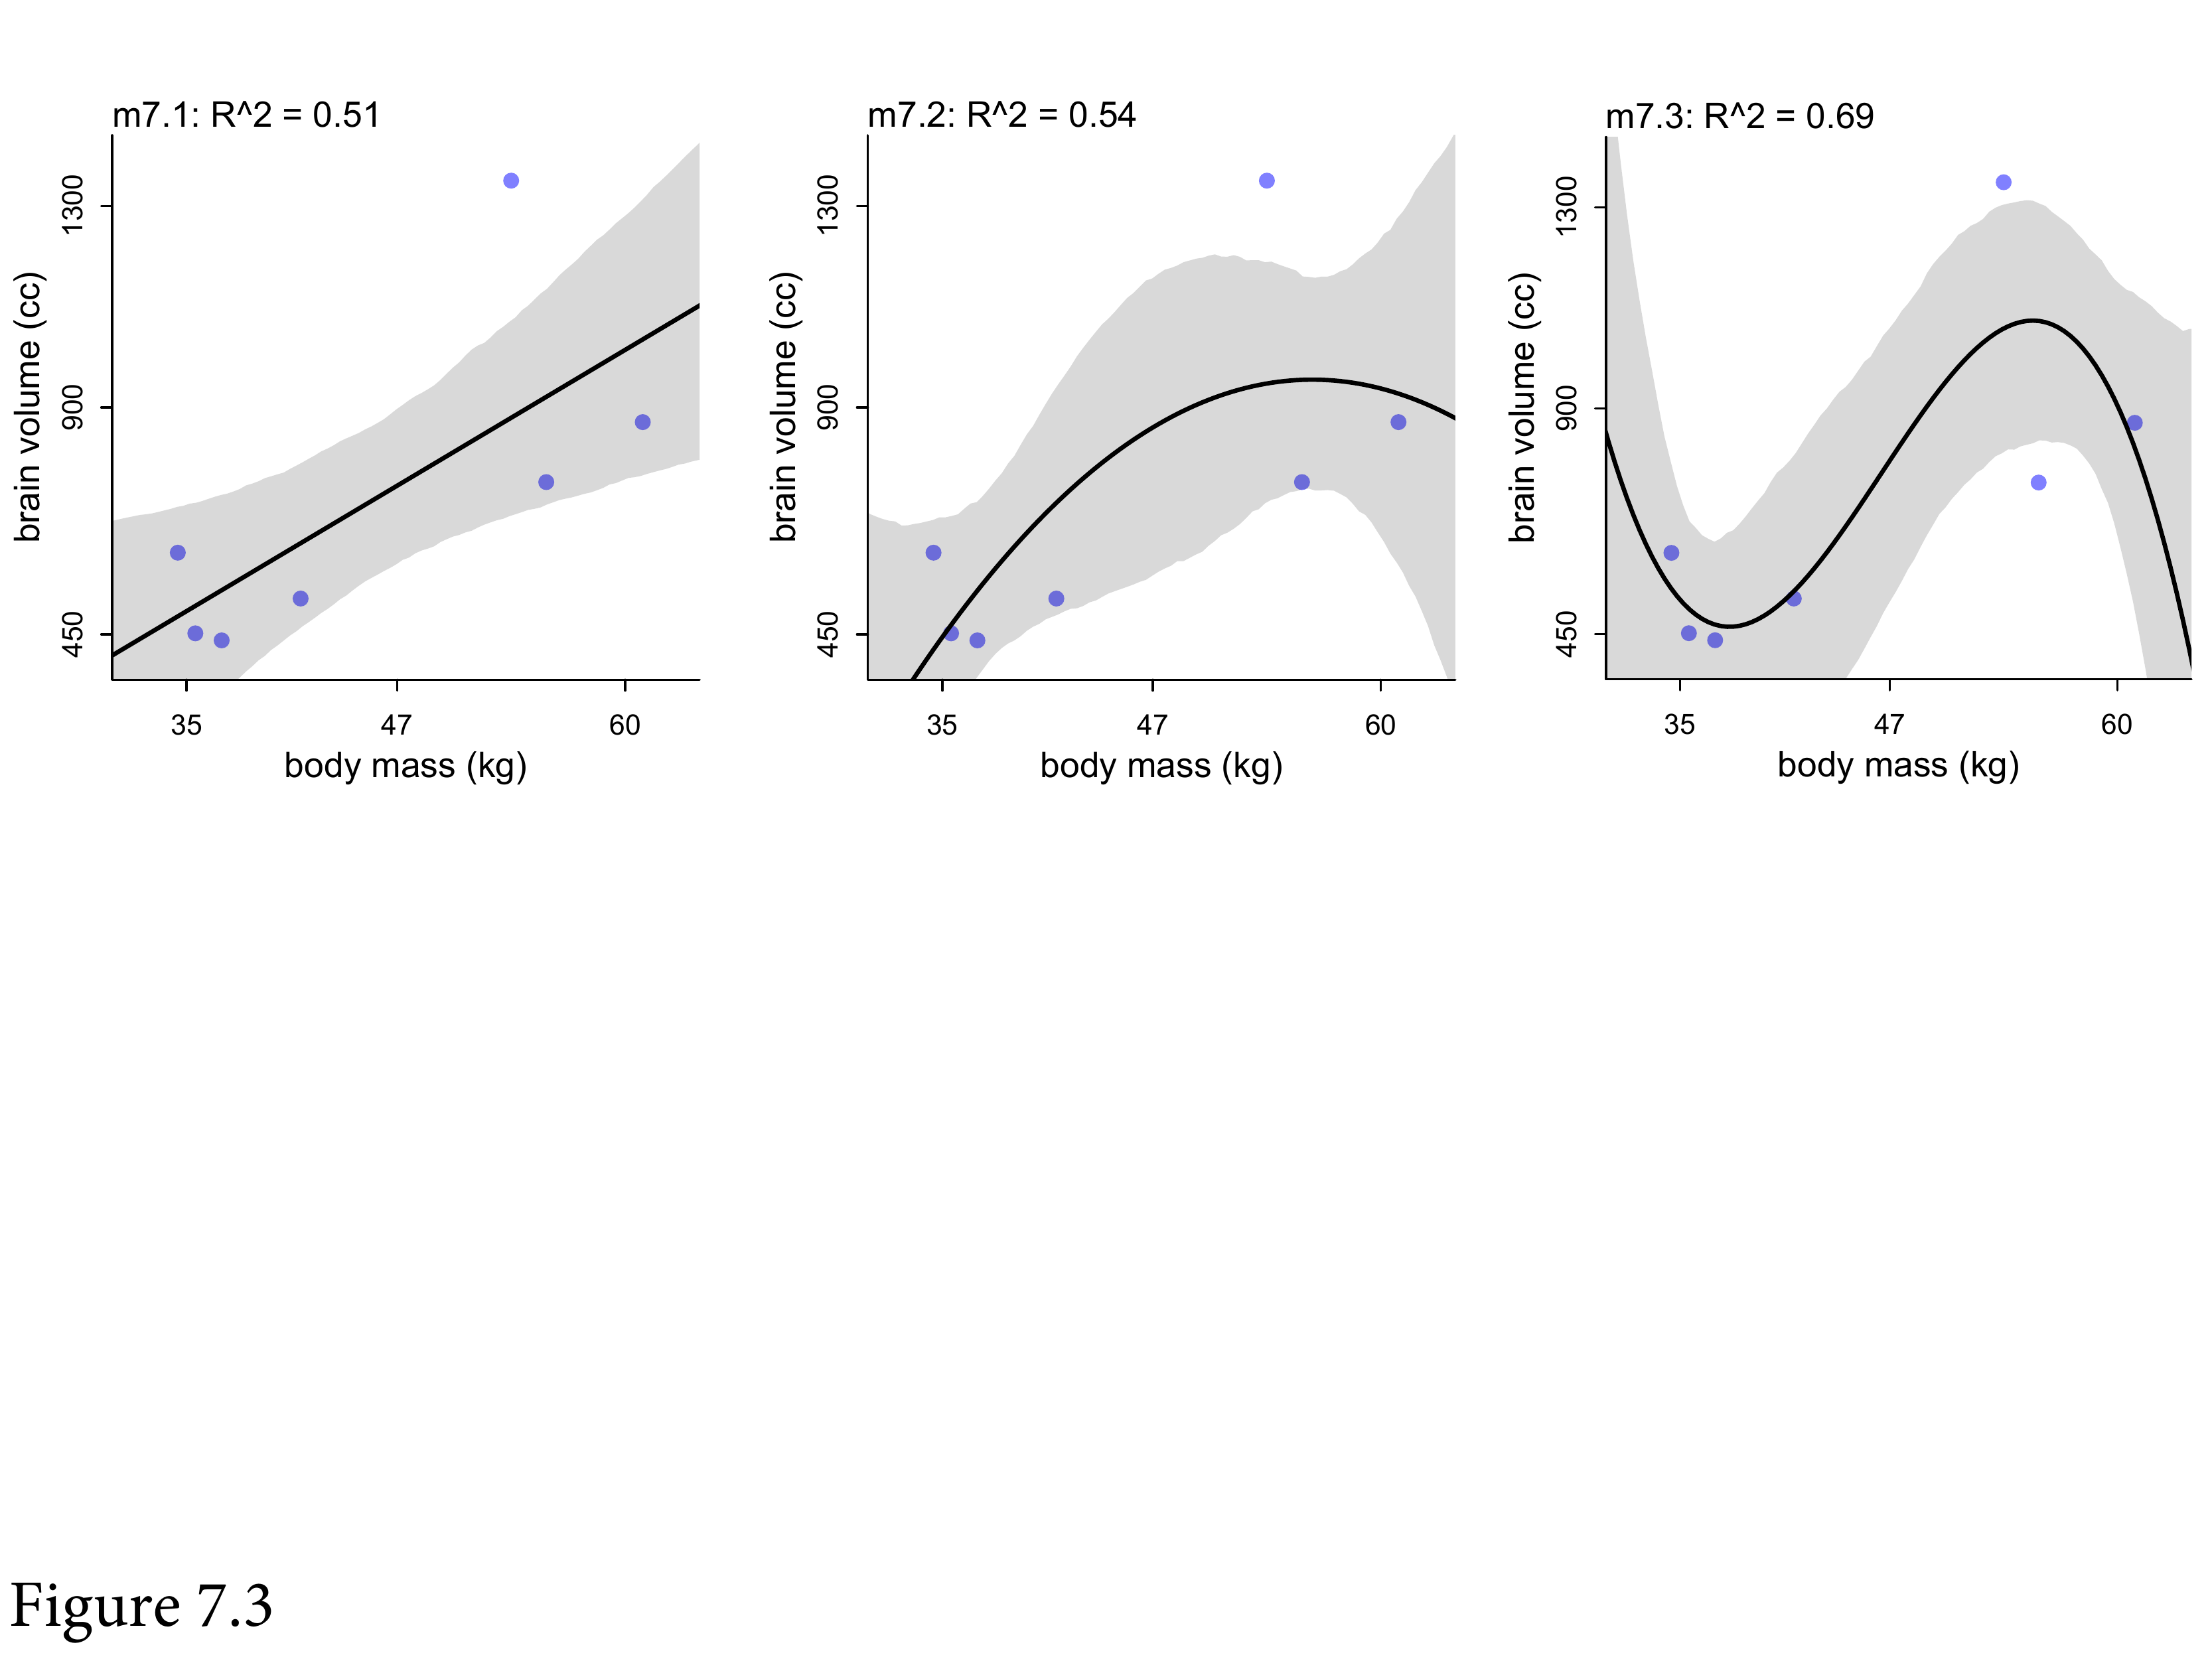 m7.1: R^2 = 0.51
brain volume (cc)
1300
900
450
35 47 60
body mass (kg)
m7.2: R^2 = 0.54
brain volume (cc)
1300
900
450
35 47 60
body mass (kg)
m7.3: R^2 = 0.69
brain volume (cc)
1300
900
450
35 47 60
body mass (kg)
Figure 7.3